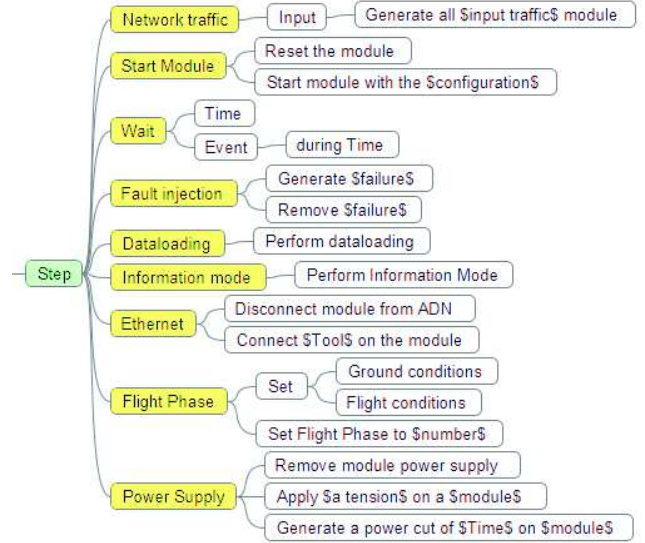 Network traffic
Input
Generate all $input traffic$ module
Start Module
Reset the module
Start module with the $configuration$
Wait
Time
Event
during Time
Fault injection
Generate $failure$
Remove $failure$
Dataloading
Perform dataloading
Step
Information mode
Perform Information Mode
Ethernet
Disconnect module from ADN
Connect $Tool$ on the module
Flight Phase
Set
Ground conditions
Flight conditions
Set Flight Phase to $number$
Power Supply
Remove module power supply
Apply $a tension$ on a $module$
Generate a power cut of $Time$ on $module$